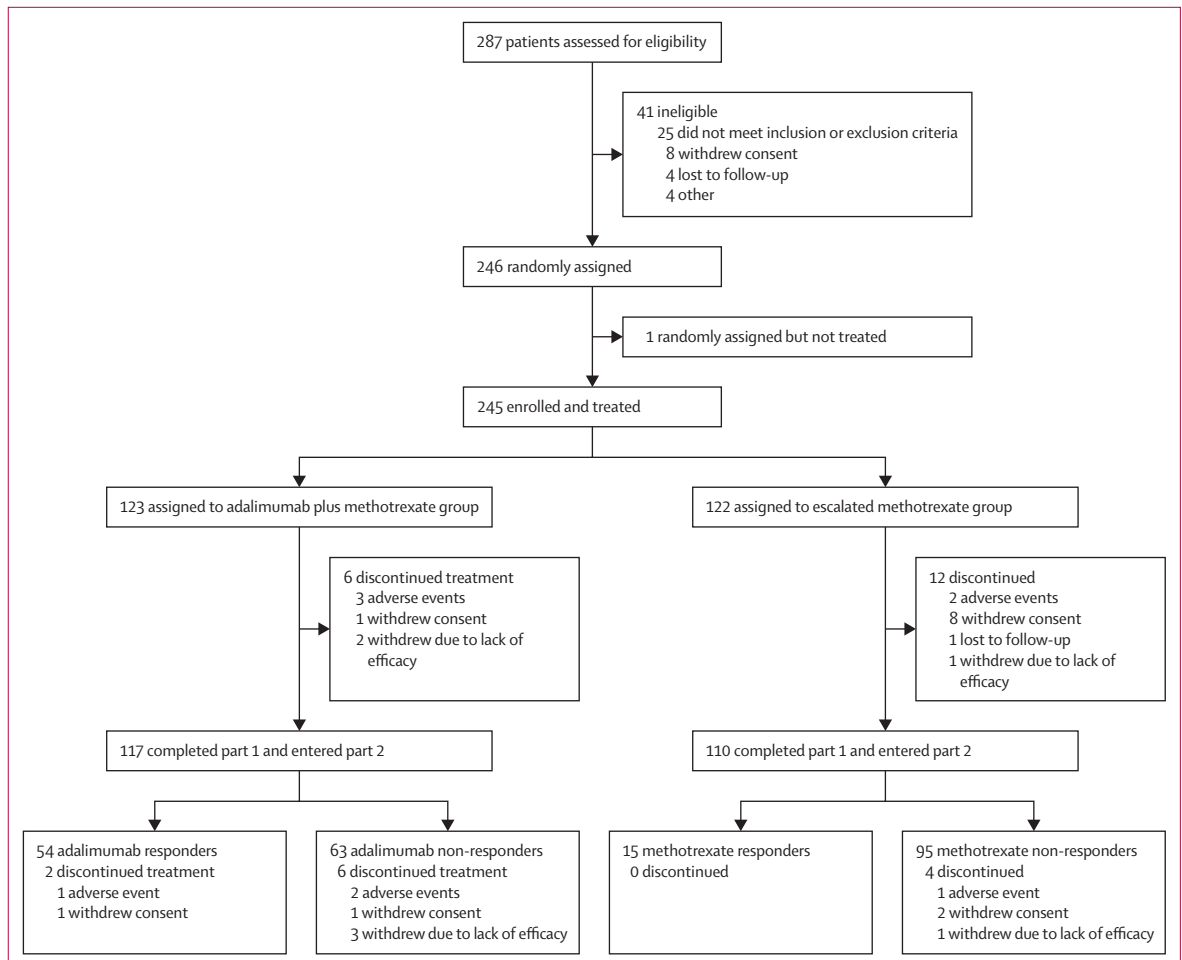 287 patients assessed for eligibility
41 ineligible
25 did not meet inclusion or exclusion criteria
8 withdrew consent
4 lost to follow-up
4 other
246 randomly assigned
1 randomly assigned but not treated
245 enrolled and treated
123 assigned to adalimumab plus methotrexate group
122 assigned to escalated methotrexate group
6 discontinued treatment
3 adverse events
1 withdrew consent
2 withdrew due to lack of
efficacy
12 discontinued
2 adverse events
8 withdrew consent
1 lost to follow-up
1 withdrew due to lack of
efficacy
117 completed part 1 and entered part 2
110 completed part 1 and entered part 2
54 adalimumab responders
2 discontinued treatment
1 adverse event
1 withdrew consent
63 adalimumab non-responders
6 discontinued treatment
2 adverse events
1 withdrew consent
3 withdrew due to lack of efficacy
15 methotrexate responders
0 discontinued
95 methotrexate non-responders
4 discontinued
1 adverse event
2 withdrew consent
1 withdrew due to lack of efficacy